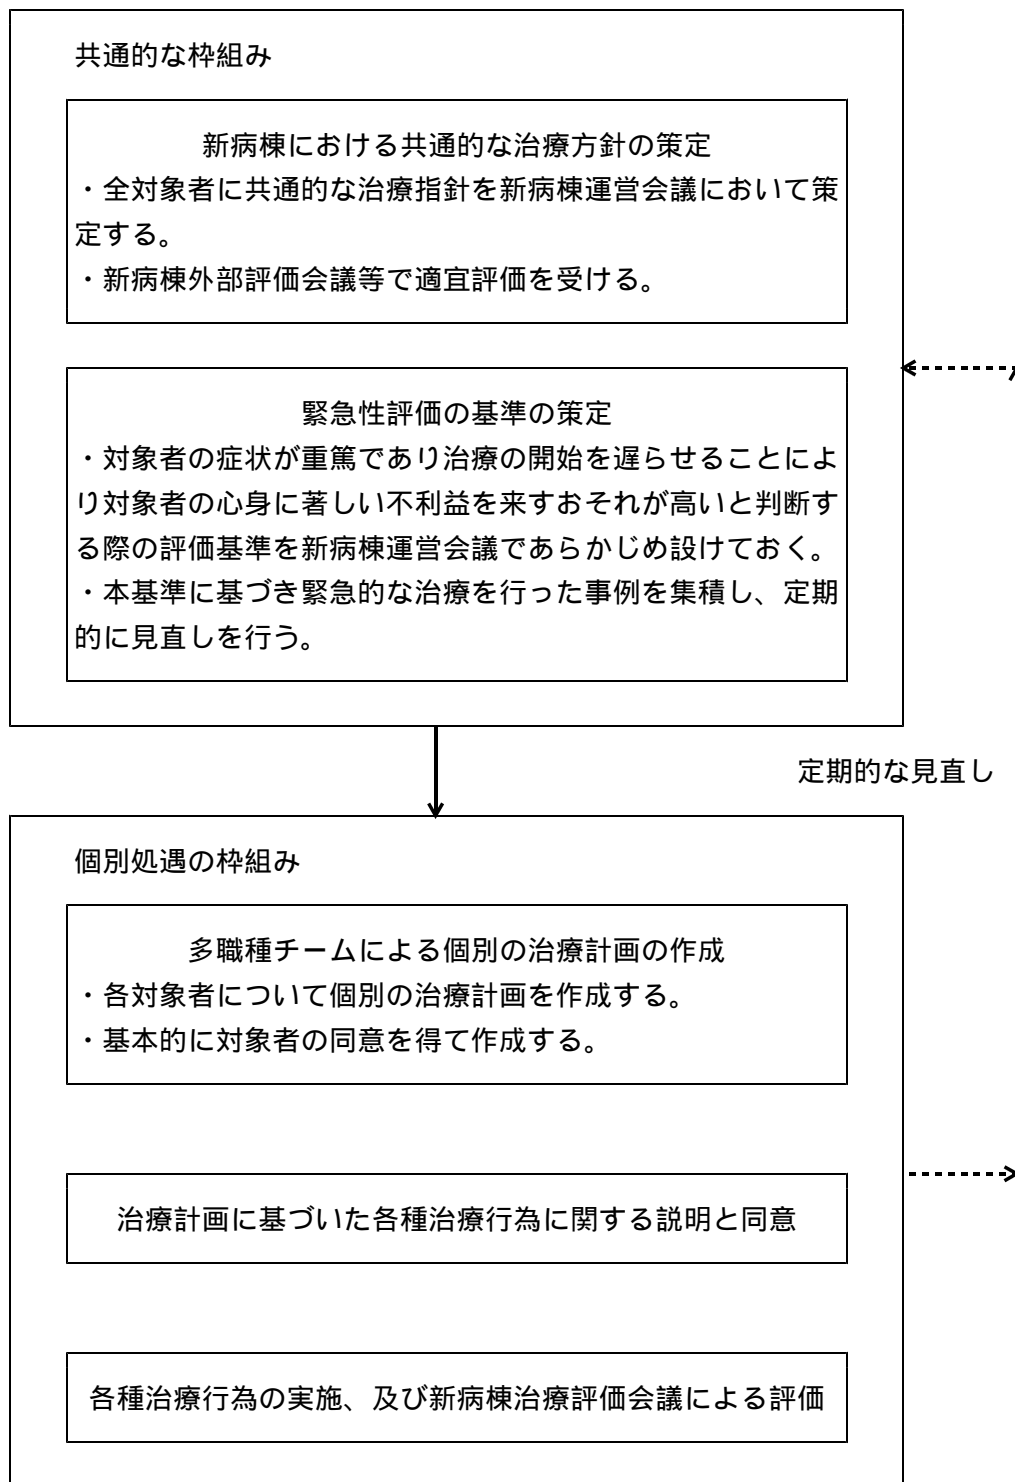 共通的な枠組み
新病棟における共通的な治療方針の策定
・全対象者に共通的な治療指針を新病棟運営会議において策
定する。
・新病棟外部評価会議等で適宜評価を受ける。
緊急性評価の基準の策定
・対象者の症状が重篤であり治療の開始を遅らせることによ
り対象者の心身に著しい不利益を来すおそれが高いと判断す
る際の評価基準を新病棟運営会議であらかじめ設けておく。
・本基準に基づき緊急的な治療を行った事例を集積し、定期
的に見直しを行う。
定期的な見直し
個別処遇の枠組み
多職種チームによる個別の治療計画の作成
・各対象者について個別の治療計画を作成する。
・基本的に対象者の同意を得て作成する。
治療計画に基づいた各種治療行為に関する説明と同意
各種治療行為の実施、及び新病棟治療評価会議による評価